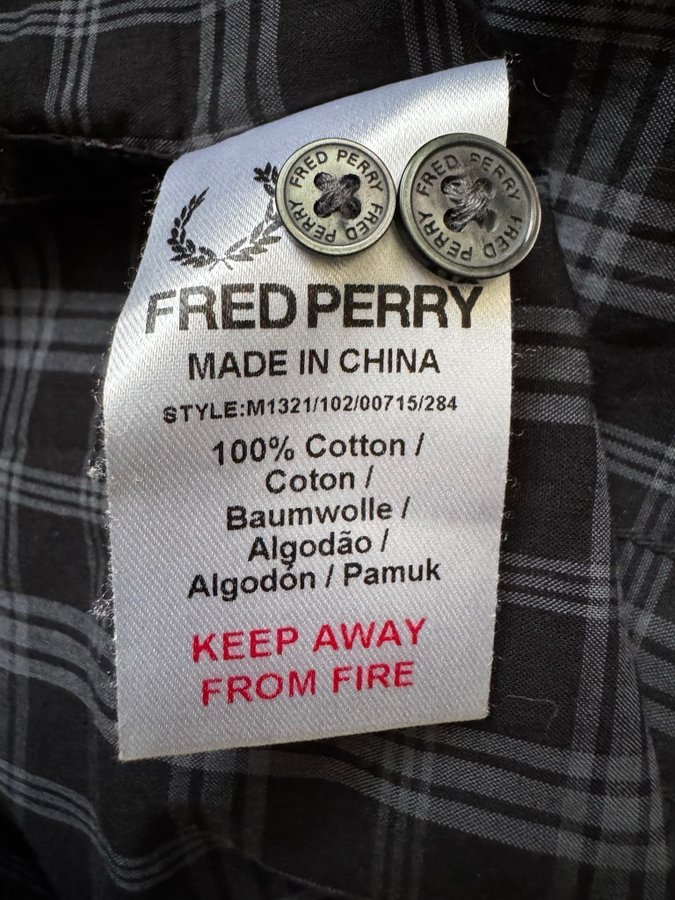 FRED PERRY FRED PERRY
FRED PERRY FRED PERRY
FRED PERRY
MADE IN CHINA
STYLE:M1321/102/00715/284
100% Cotton /
Coton /
Baumwolle /
Algodão /
Algodón / Pamuk
KEEP AWAY
FROM FIRE